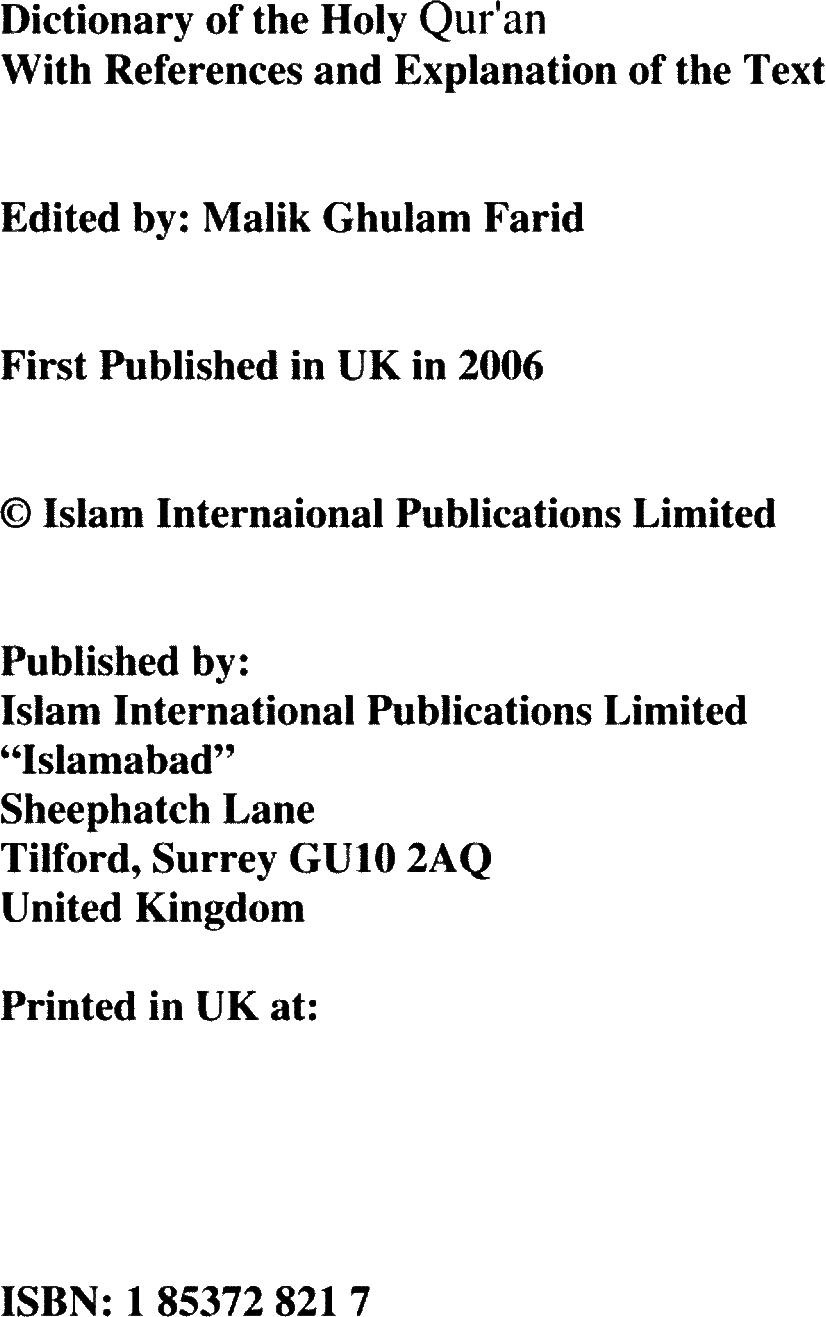 Dictionary of the Holy Qur'an
With References and Explanation of the Text
Edited by: Malik Ghulam Farid
First Published in UK in 2006
© Islam Internaional Publications Limited
Published by:
Islam International Publications Limited
“Islamabad”
Sheephatch Lane
Tilford, Surrey GU10 2AQ
United Kingdom
Printed in UK at:
ISBN: 1 85372 821 7